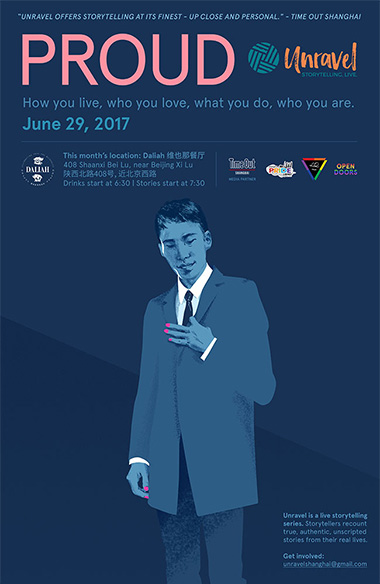 "UNRAVEL OFFERS STORYTELLING AT ITS FINEST - UP CLOSE AND PERSONAL." - TIME OUT SHANGHAI
PROUD
Unravel
STORYTELLING. LIVE.
How you live, who you love, what you do, who you are.
June 29, 2017
DALIAH
This month's location: Daliah 维也那餐厅
408 Shaanxi Bei Lu, near Beijing Xi Lu
陕西北路408号, 近北京西路
Drinks start at 6:30 | Stories start at 7:30
TimeOut
SHANGHAI
MEDIA PARTNER
PRIDE
OPEN
DOORS
Unravel is a live storytelling
series. Storytellers recount
true, authentic, unscripted
stories from their real lives.
Get involved:
unravelshanghai@gmail.com